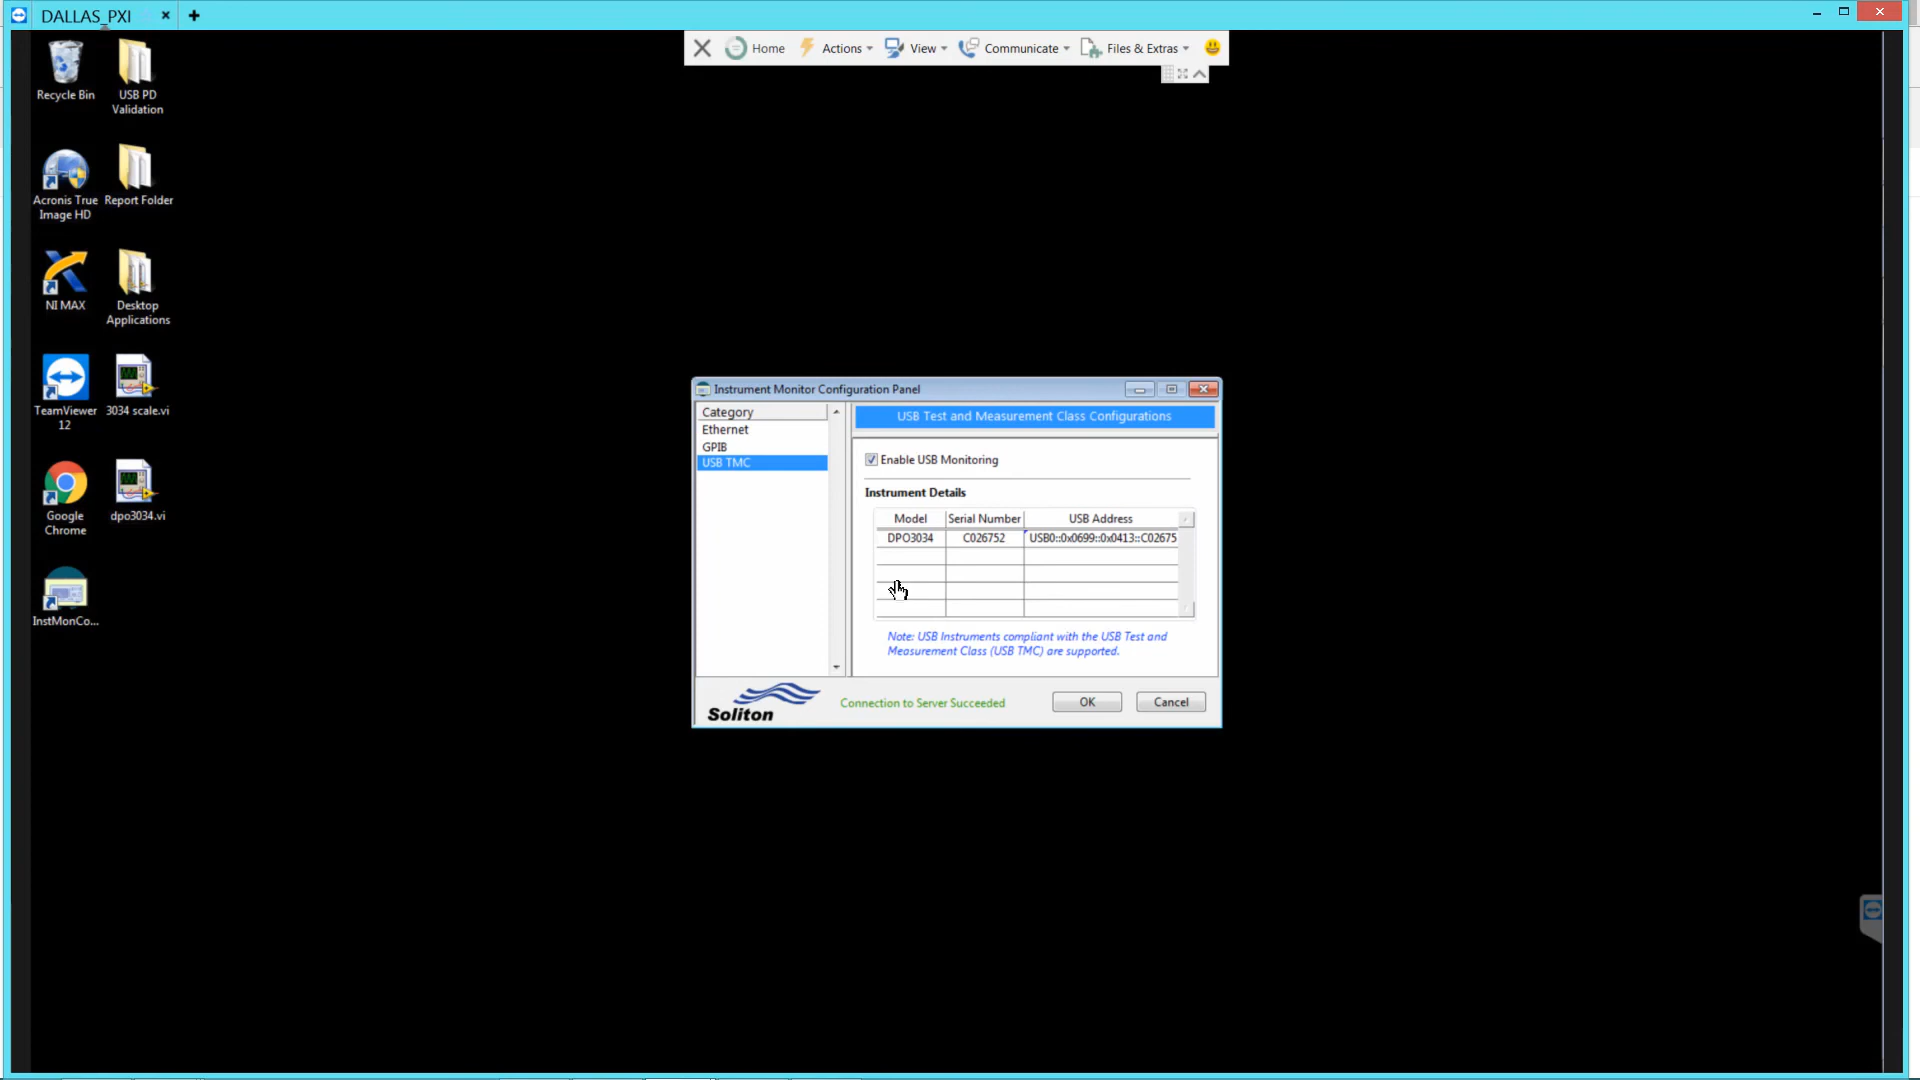 DALLAS_PXI
Home
Actions
View
Communicate
Files & Extras
Recycle Bin
USB PD
Validation
Acronis True
Image HD
Report Folder
NI MAX
Desktop
Applications
TeamViewer
12
3034 scale.vi
Google
Chrome
dpo3034.vi
InstMonCo...
Instrument Monitor Configuration Panel
Category
Ethernet
GPIB
USB TMC
USB Test and Measurement Class Configurations
Enable USB Monitoring
Instrument Details
Model Serial Number USB Address
DPO3034 C026752 USB0::0x0699::0x0413::C02675
Note: USB Instruments compliant with the USB Test and
Measurement Class (USB TMC) are supported.
Soliton
Connection to Server Succeeded
OK
Cancel